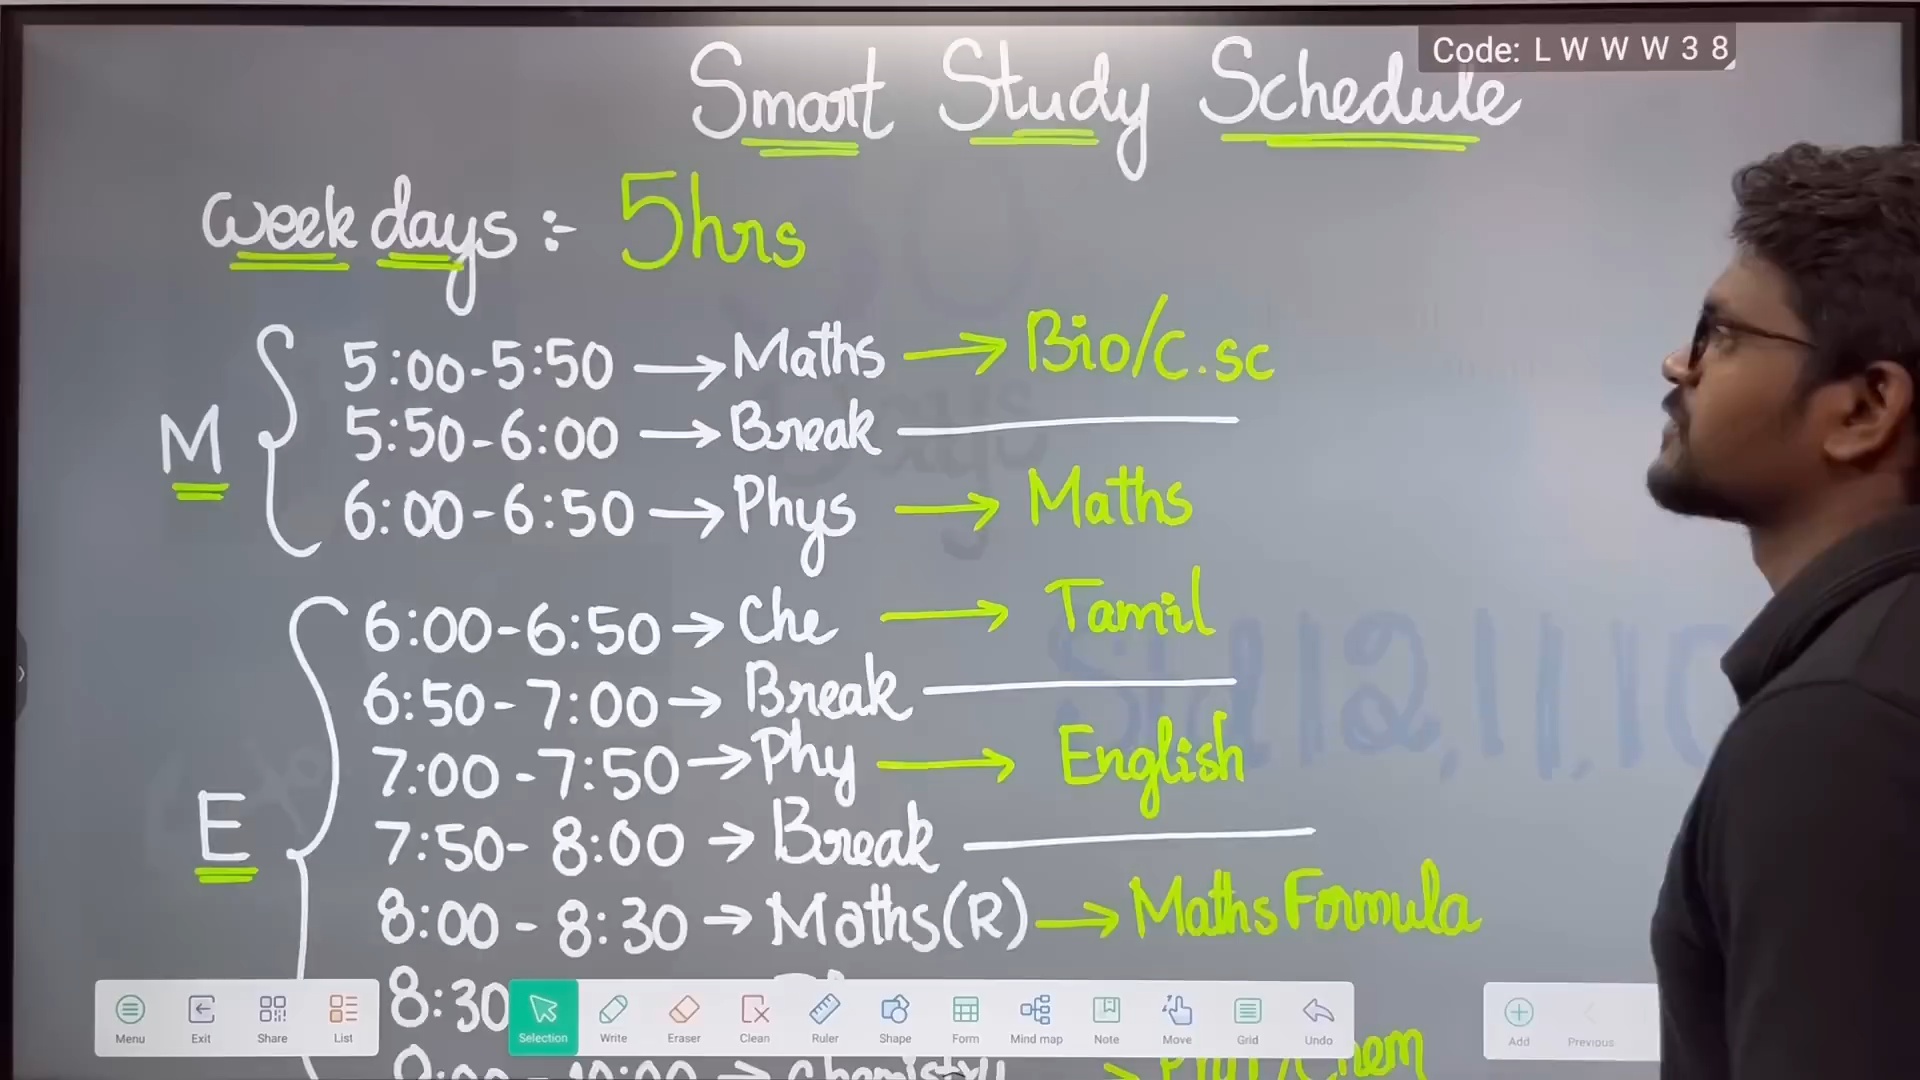 Code: L W W W 3 8
Smart Study Schedule
week days :- 5hrs
M
5:00-5:50 → Maths → Bio/C.sc
5:50-6:00 → Break
6:00-6:50 → Phys → Maths
E
6:00-6:50 → Che → Tamil
6:50-7:00 → Break
7:00-7:50 → Phy → English
7:50-8:00 → Break
8:00-8:30 → Maths(R) → Maths Formula
8:30
Chemistry
Menu Exit Share List Selection Write Eraser Clean Ruler Shape Form Mind map Note Move Grid Undo Add Previous